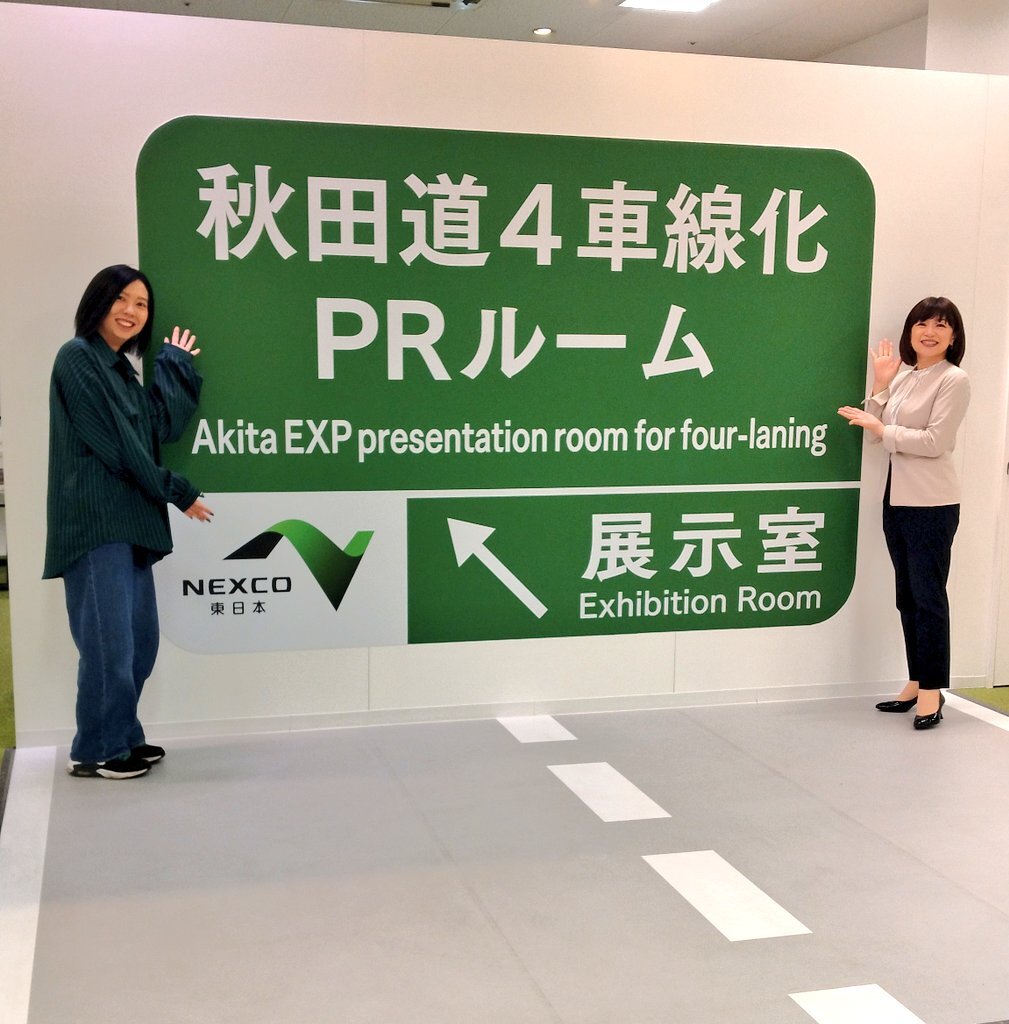 秋田道4車線化
PRルーム
Akita EXP presentation room for four-laning
NEXCO
東日本
展示室
Exhibition Room